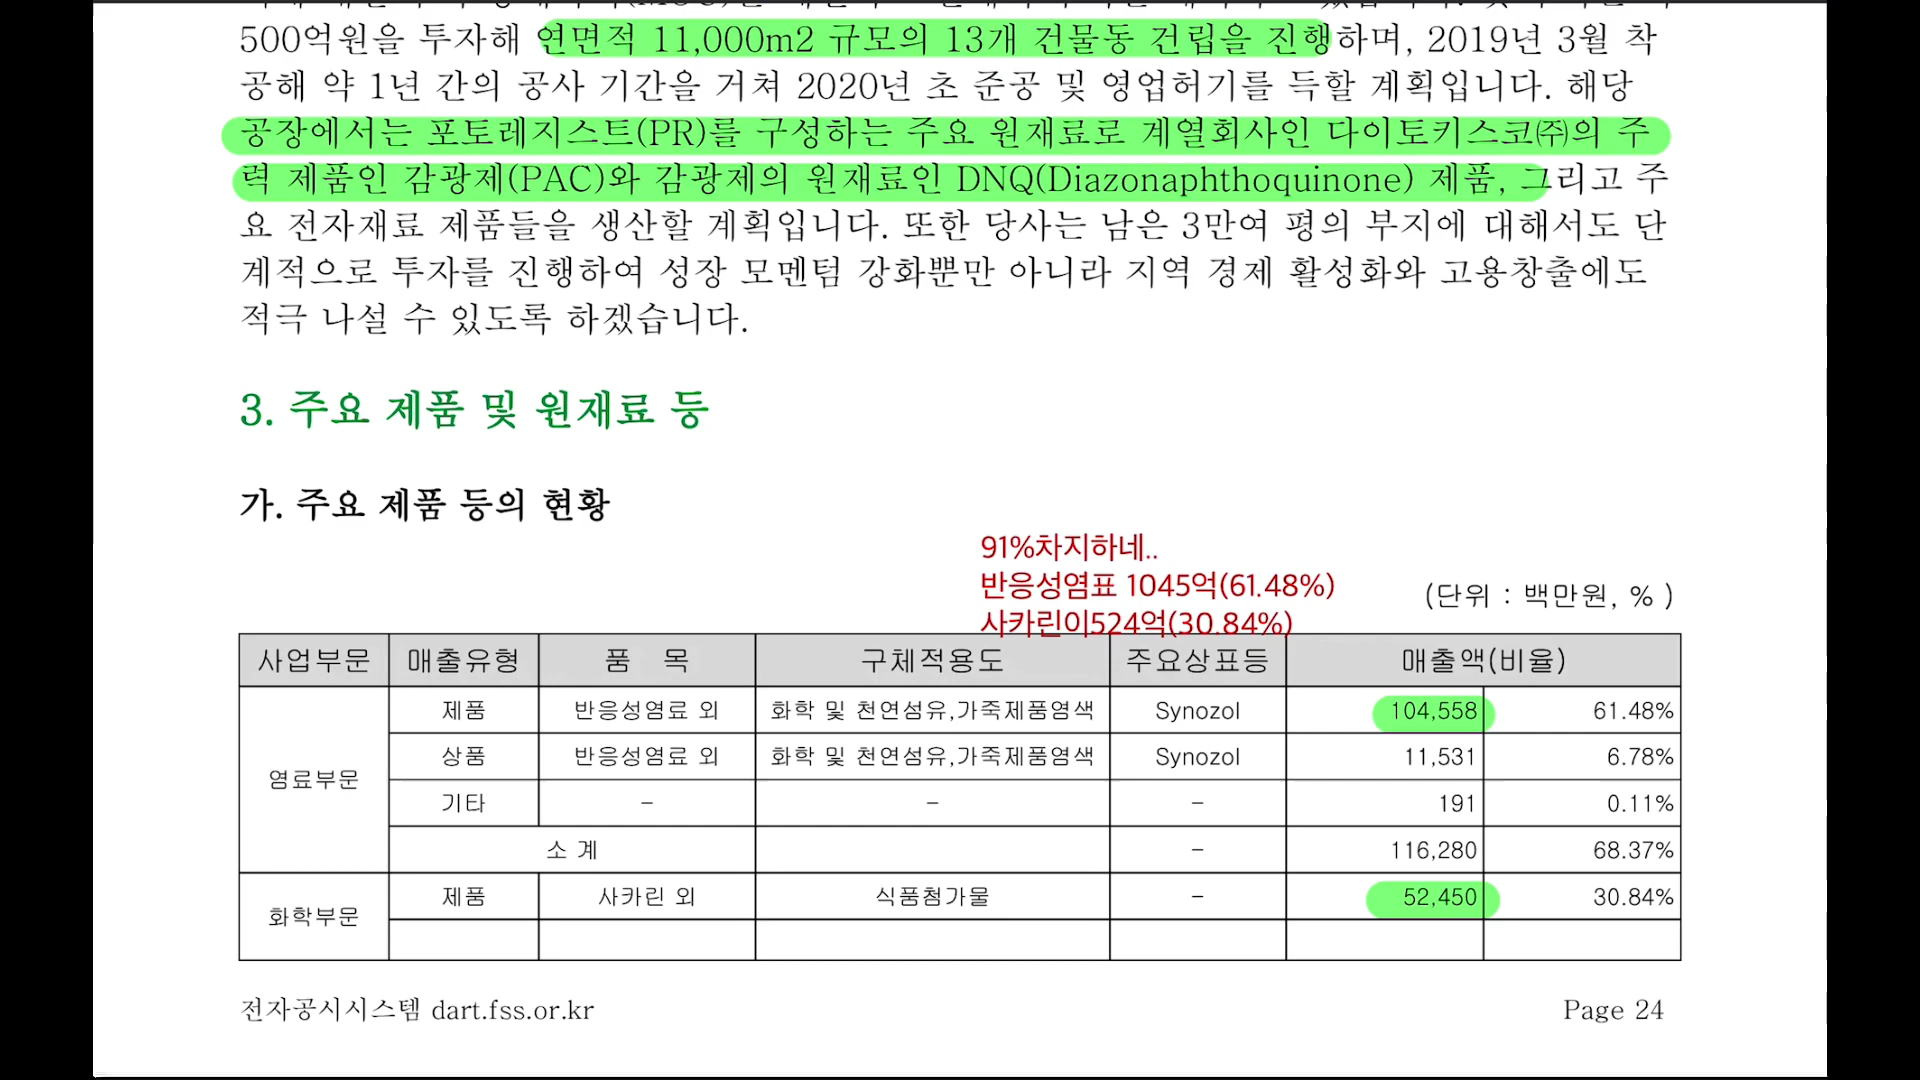 500억원을 투자해 연면적 11,000m2 규모의 13개 건물동 건립을 진행하며, 2019년 3월 착
공해 약 1년 간의 공사 기간을 거쳐 2020년 초 준공 및 영업허기를 득할 계획입니다. 해당
공장에서는 포토레지스트(PR)를 구성하는 주요 원재료로 계열회사인 다이토키스코㈜의 주
력 제품인 감광제(PAC)와 감광제의 원재료인 DNQ(Diazonaphthoquinone) 제품, 그리고 주
요 전자재료 제품들을 생산할 계획입니다. 또한 당사는 남은 3만여 평의 부지에 대해서도 단
계적으로 투자를 진행하여 성장 모멘텀 강화뿐만 아니라 지역 경제 활성화와 고용창출에도
적극 나설 수 있도록 하겠습니다.
3. 주요 제품 및 원재료 등
가. 주요 제품 등의 현황
91%차지하네..
반응성염표 1045억(61.48%)
사카린이524억(30.84%)
(단위 : 백만원, % )
사업부문 매출유형 품 목 구체적용도 주요상표등 매출액(비율)
염료부문 제품 반응성염료 외 화학 및 천연섬유,가죽제품염색 Synozol 104,558 61.48%
상품 반응성염료 외 화학 및 천연섬유,가죽제품염색 Synozol 11,531 6.78%
기타 - - - 191 0.11%
소 계 - 116,280 68.37%
화학부문 제품 사카린 외 식품첨가물 - 52,450 30.84%
전자공시시스템 dart.fss.or.kr Page 24